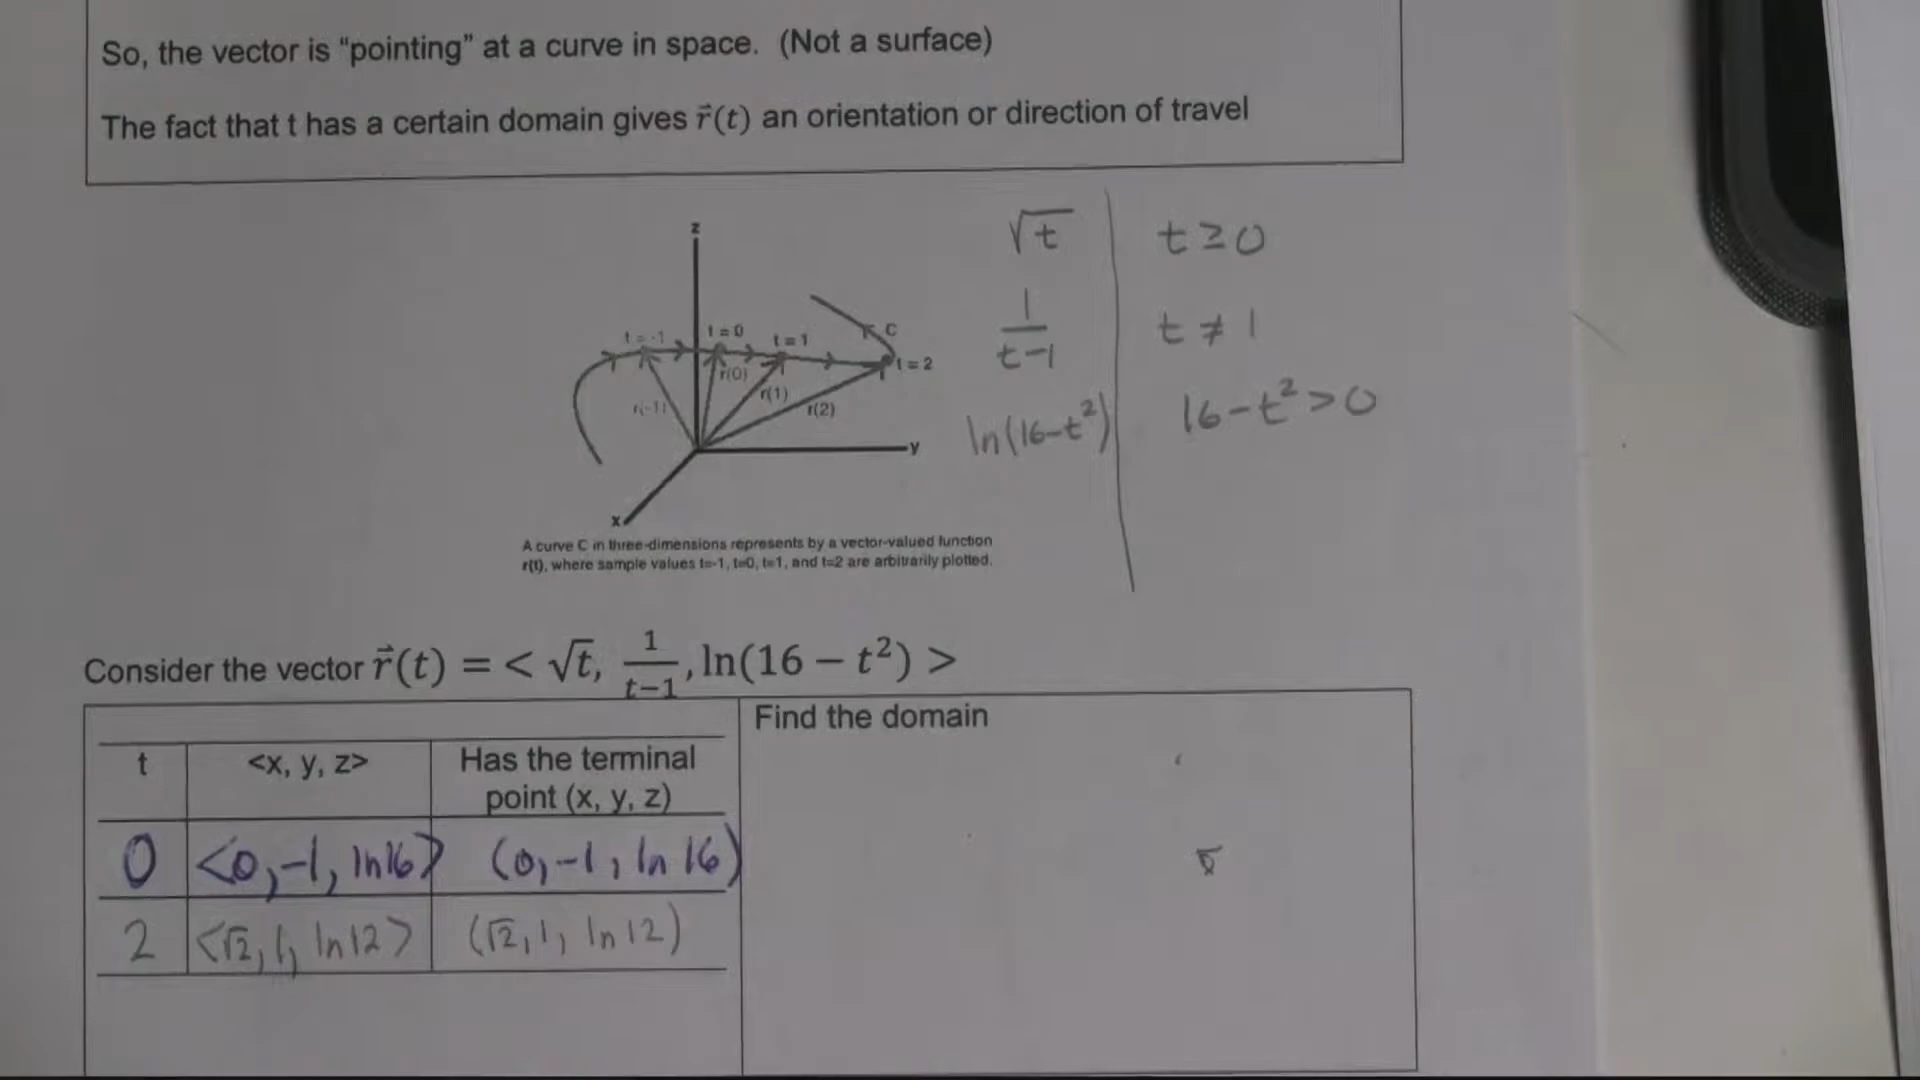 So, the vector is “pointing” at a curve in space. (Not a surface)
The fact that t has a certain domain gives r⃗(t) an orientation or direction of travel
z
t = -1
t = 0
t = 1
C
t = 2
r(-1)
r(0)
r(1)
r(2)
y
x
A curve C in three-dimensions represents by a vector-valued function
r(t), where sample values t=-1, t=0, t=1, and t=2 are arbitrarily plotted.
√t | t ≥ 0
1/(t-1) | t ≠ 1
ln(16-t²) | 16-t² > 0
Consider the vector r⃗(t) = < √t, 1/(t−1), ln(16 − t²) >
t | <x, y, z> | Has the terminal
point (x, y, z)
0 | <0, -1, ln16> (0, -1, ln 16)
2 | <√2, 1, ln 12> | (√2, 1, ln 12)
Find the domain